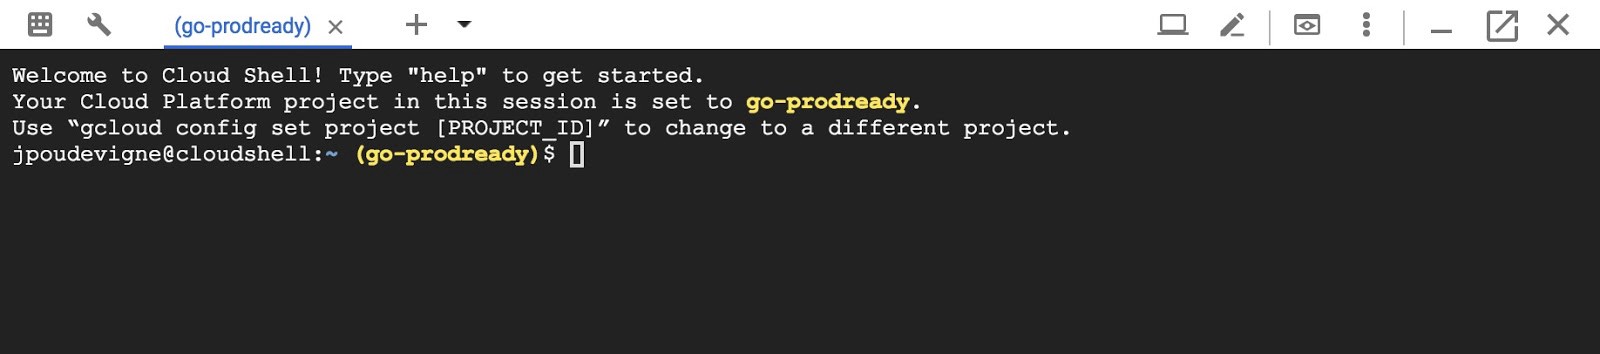 (go-prodready)
Welcome to Cloud Shell! Type "help" to get started.
Your Cloud Platform project in this session is set to go-prodready.
Use “gcloud config set project [PROJECT_ID]” to change to a different project.
jpoudevigne@cloudshell:~ (go-prodready)$